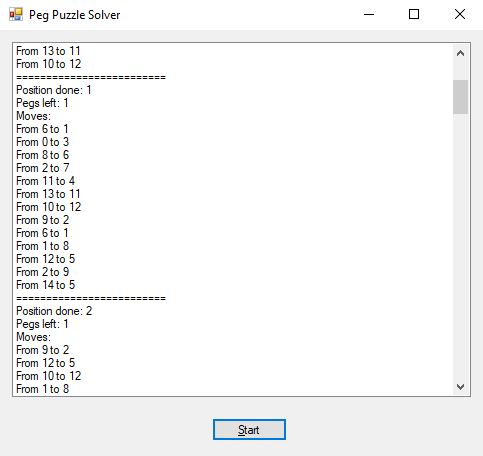 Peg Puzzle Solver
From 13 to 11
From 10 to 12
=========================
Position done: 1
Pegs left: 1
Moves:
From 6 to 1
From 0 to 3
From 8 to 6
From 2 to 7
From 11 to 4
From 13 to 11
From 10 to 12
From 9 to 2
From 6 to 1
From 1 to 8
From 12 to 5
From 2 to 9
From 14 to 5
=========================
Position done: 2
Pegs left: 1
Moves:
From 9 to 2
From 12 to 5
From 10 to 12
From 1 to 8
Start